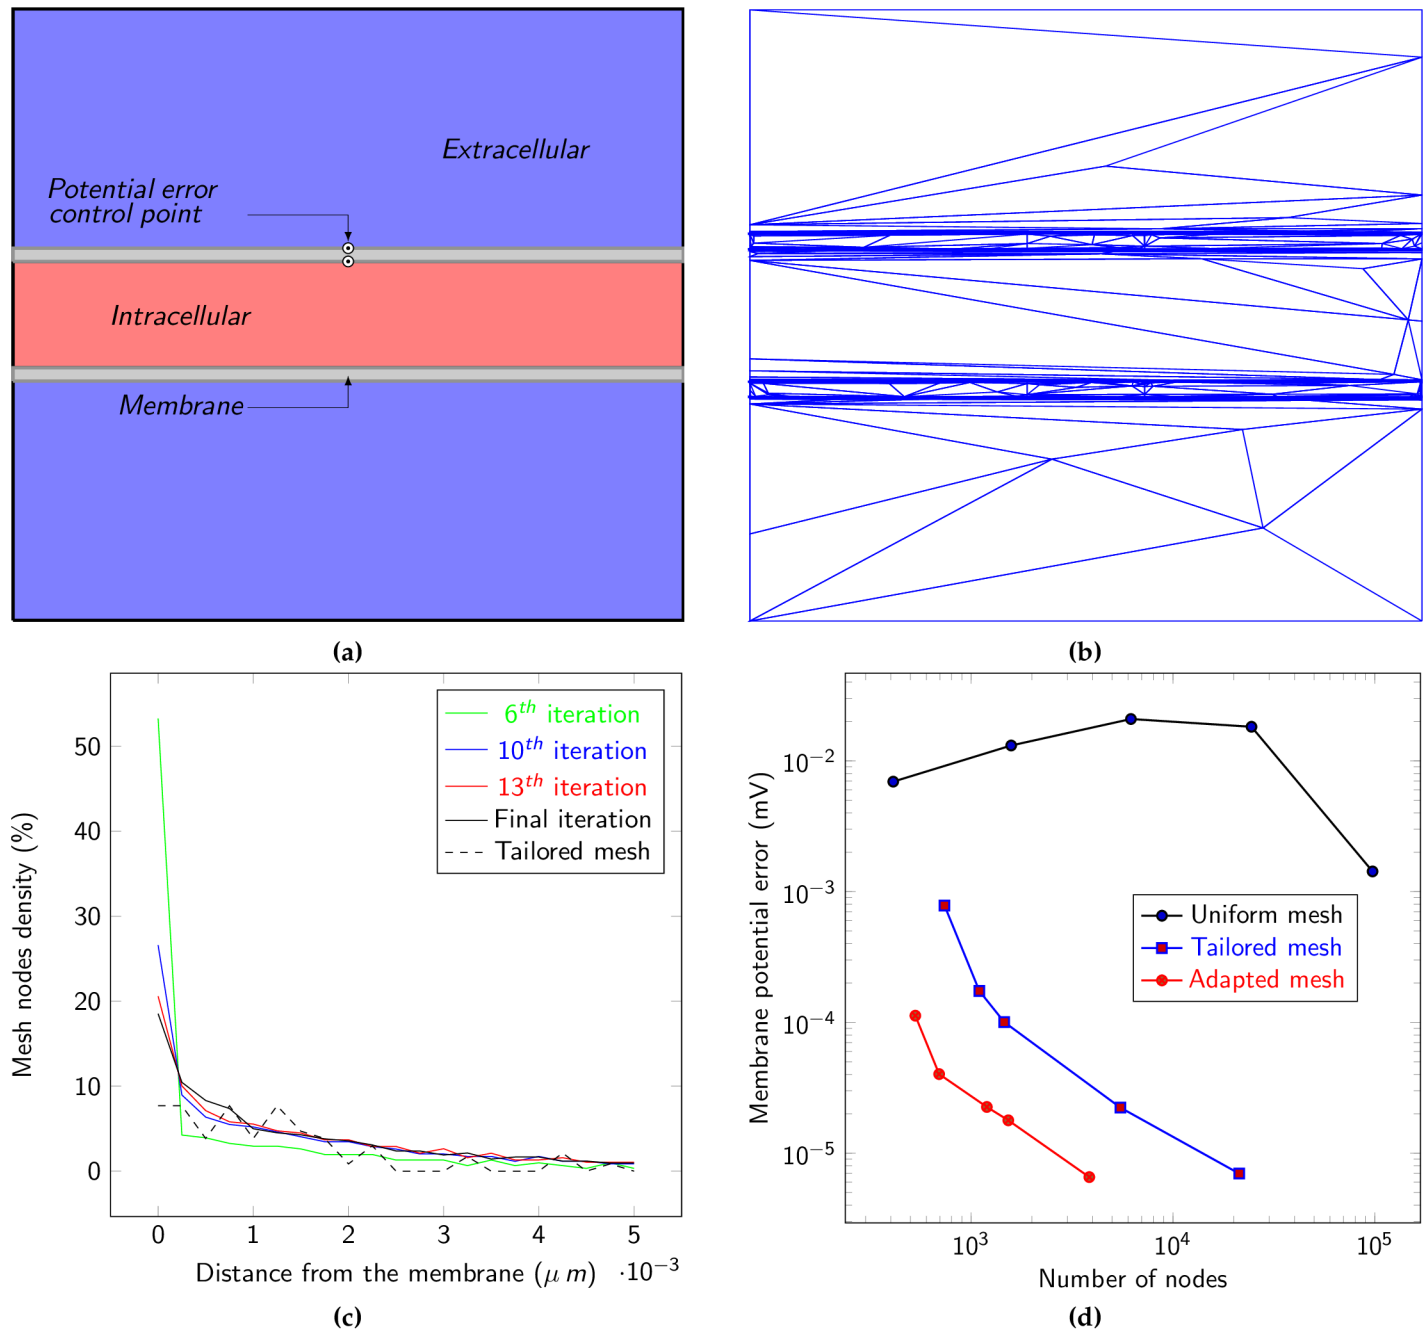 Extracellular
Potential error
control point
Intracellular
Membrane
(a)
(b)
Mesh nodes density (%)
50
40
30
20
10
0
6th iteration
10th iteration
13th iteration
Final iteration
Tailored mesh
0 1 2 3 4 5
Distance from the membrane (μ m) ·10−3
(c)
Membrane potential error (mV)
10−2
10−3
10−4
10−5
Uniform mesh
Tailored mesh
Adapted mesh
103 104 105
Number of nodes
(d)